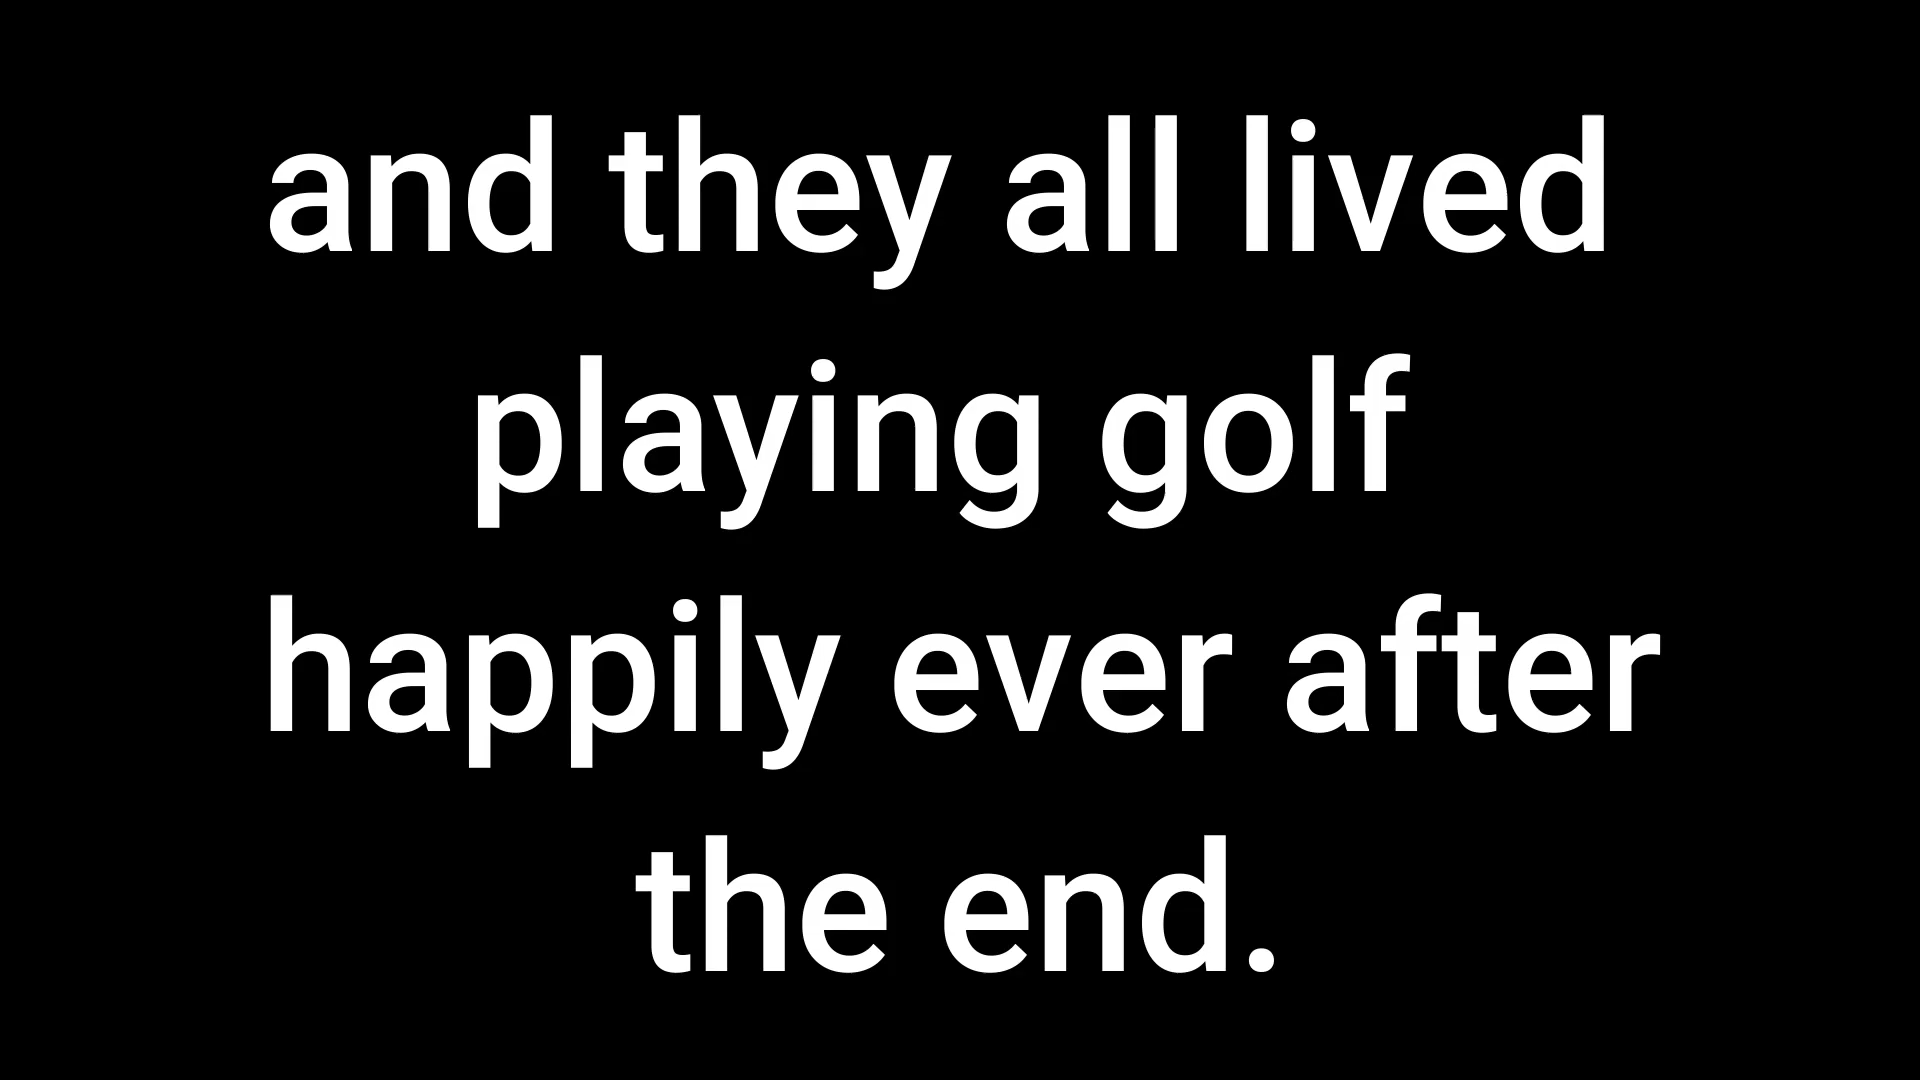 and they all lived
playing golf
happily ever after
the end.